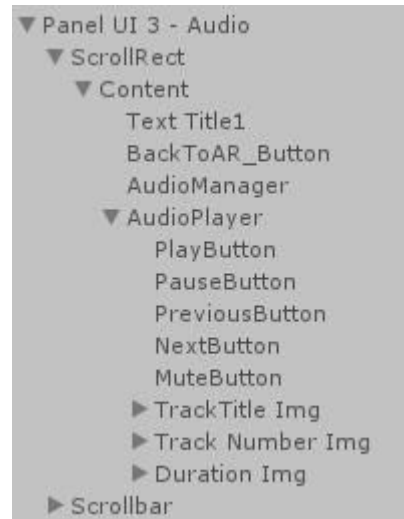 Panel UI 3 - Audio
ScrollRect
Content
Text Title1
BackToAR_Button
AudioManager
AudioPlayer
PlayButton
PauseButton
PreviousButton
NextButton
MuteButton
TrackTitle Img
Track Number Img
Duration Img
Scrollbar